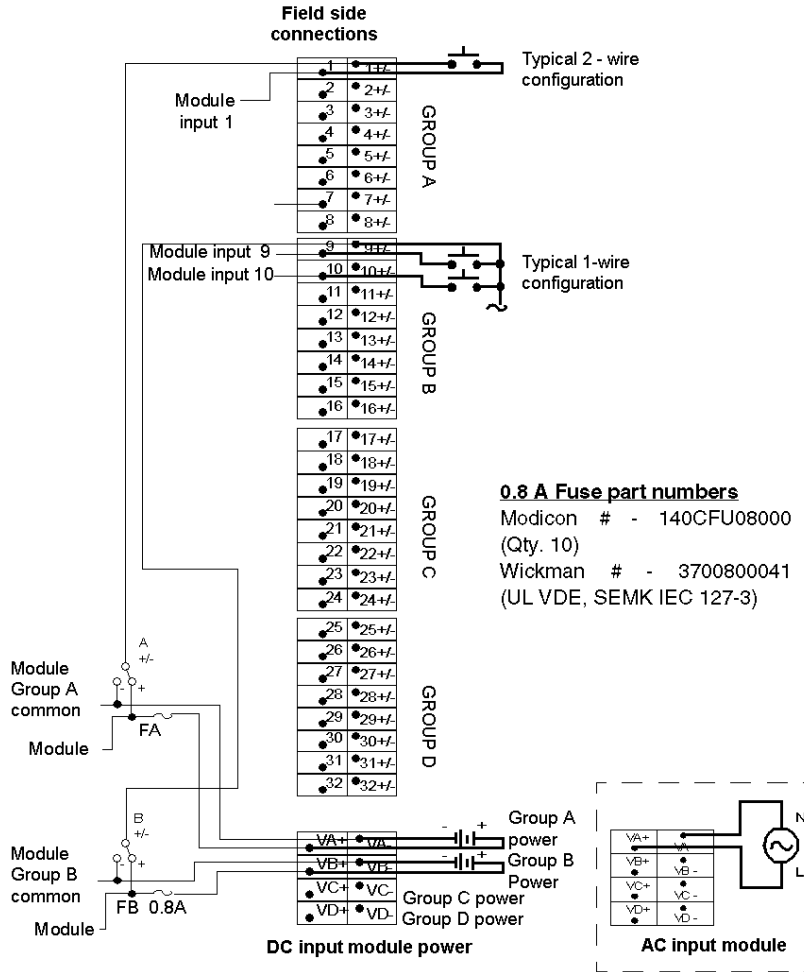 Field side
connections
1 1+/-
2 2+/-
3 3+/-
4 4+/-
5 5+/-
6 6+/-
7 7+/-
8 8+/-
GROUP A
Module
input 1
Typical 2 - wire
configuration
9 9+/-
10 10+/-
11 11+/-
12 12+/-
13 13+/-
14 14+/-
15 15+/-
16 16+/-
GROUP B
Module input 9
Module input 10
Typical 1-wire
configuration
17 17+/-
18 18+/-
19 19+/-
20 20+/-
21 21+/-
22 22+/-
23 23+/-
24 24+/-
GROUP C
0.8 A Fuse part numbers
Modicon # - 140CFU08000
(Qty. 10)
Wickman # - 3700800041
(UL VDE, SEMK IEC 127-3)
25 25+/-
26 26+/-
27 27+/-
28 28+/-
29 29+/-
30 30+/-
31 31+/-
32 32+/-
GROUP D
A
+/-
- +
Module
Group A
common
FA
Module
B
+/-
- +
Module
Group B
common
FB 0.8A
Module
VA+ VA-
VB+ VB-
VC+ VC-
VD+ VD-
- +
Group A
power
- +
Group B
Power
Group C power
Group D power
DC input module power
VA+ VA-
VB+ VB-
VC+ VC-
VD+ VD-
N
L
AC input module